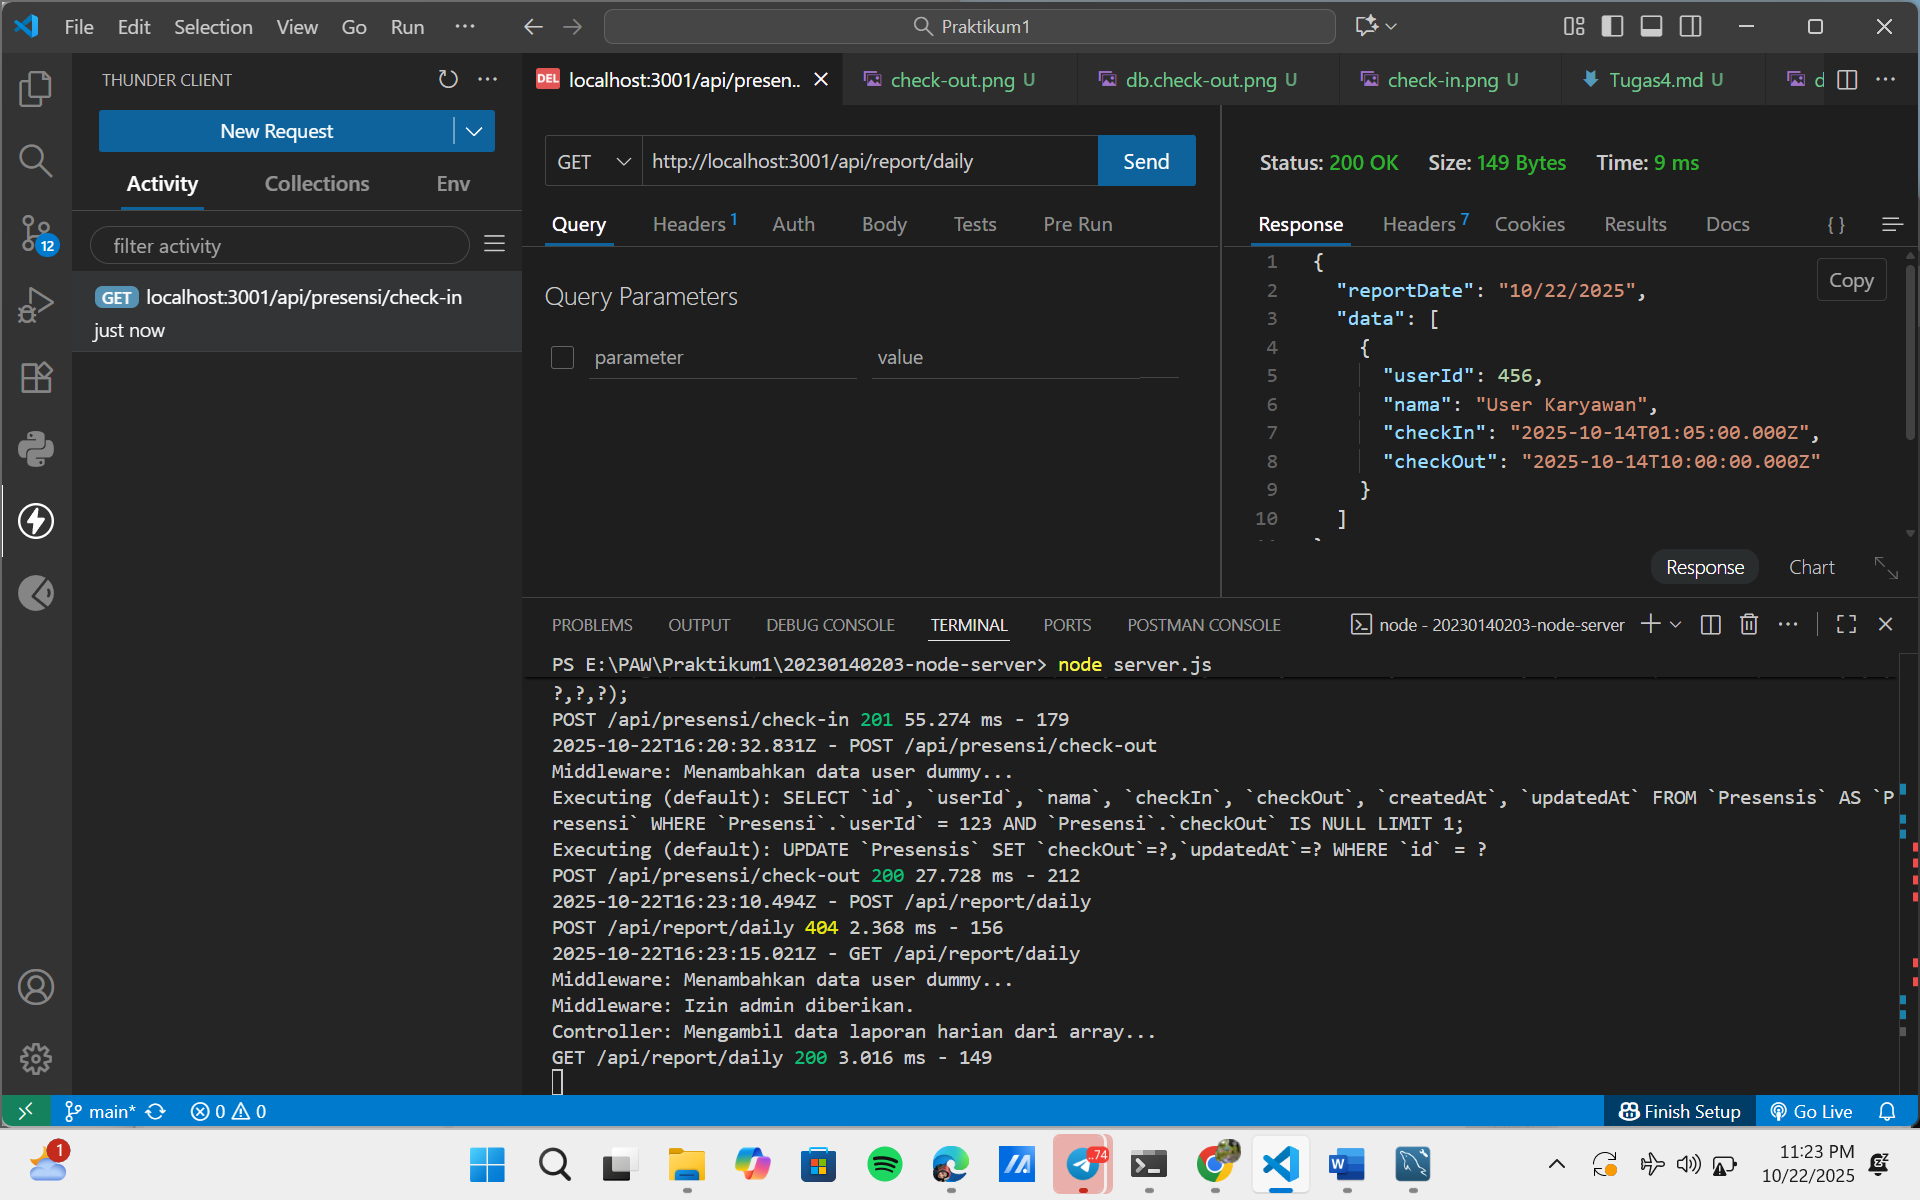 File Edit Selection View Go Run ···
Praktikum1
THUNDER CLIENT
New Request
Activity Collections Env
filter activity
GET localhost:3001/api/presensi/check-in
just now
12
DEL localhost:3001/api/presen..
check-out.png U
db.check-out.png U
check-in.png U
Tugas4.md U
d
GET http://localhost:3001/api/report/daily Send
Query Headers 1 Auth Body Tests Pre Run
Query Parameters
parameter value
Status: 200 OK Size: 149 Bytes Time: 9 ms
Response Headers 7 Cookies Results Docs { }
Copy
1 {
2 "reportDate": "10/22/2025",
3 "data": [
4 {
5 "userId": 456,
6 "nama": "User Karyawan",
7 "checkIn": "2025-10-14T01:05:00.000Z",
8 "checkOut": "2025-10-14T10:00:00.000Z"
9 }
10 ]
Response Chart
PROBLEMS OUTPUT DEBUG CONSOLE TERMINAL PORTS POSTMAN CONSOLE
node - 20230140203-node-server
PS E:\PAW\Praktikum1\20230140203-node-server> node server.js
?,?,?);
POST /api/presensi/check-in 201 55.274 ms - 179
2025-10-22T16:20:32.831Z - POST /api/presensi/check-out
Middleware: Menambahkan data user dummy...
Executing (default): SELECT `id`, `userId`, `nama`, `checkIn`, `checkOut`, `createdAt`, `updatedAt` FROM `Presensis` AS `P
resensi` WHERE `Presensi`.`userId` = 123 AND `Presensi`.`checkOut` IS NULL LIMIT 1;
Executing (default): UPDATE `Presensis` SET `checkOut`=?,`updatedAt`=? WHERE `id` = ?
POST /api/presensi/check-out 200 27.728 ms - 212
2025-10-22T16:23:10.494Z - POST /api/report/daily
POST /api/report/daily 404 2.368 ms - 156
2025-10-22T16:23:15.021Z - GET /api/report/daily
Middleware: Menambahkan data user dummy...
Middleware: Izin admin diberikan.
Controller: Mengambil data laporan harian dari array...
GET /api/report/daily 200 3.016 ms - 149
main* 0 0
Finish Setup Go Live
1
..74
11:23 PM
10/22/2025